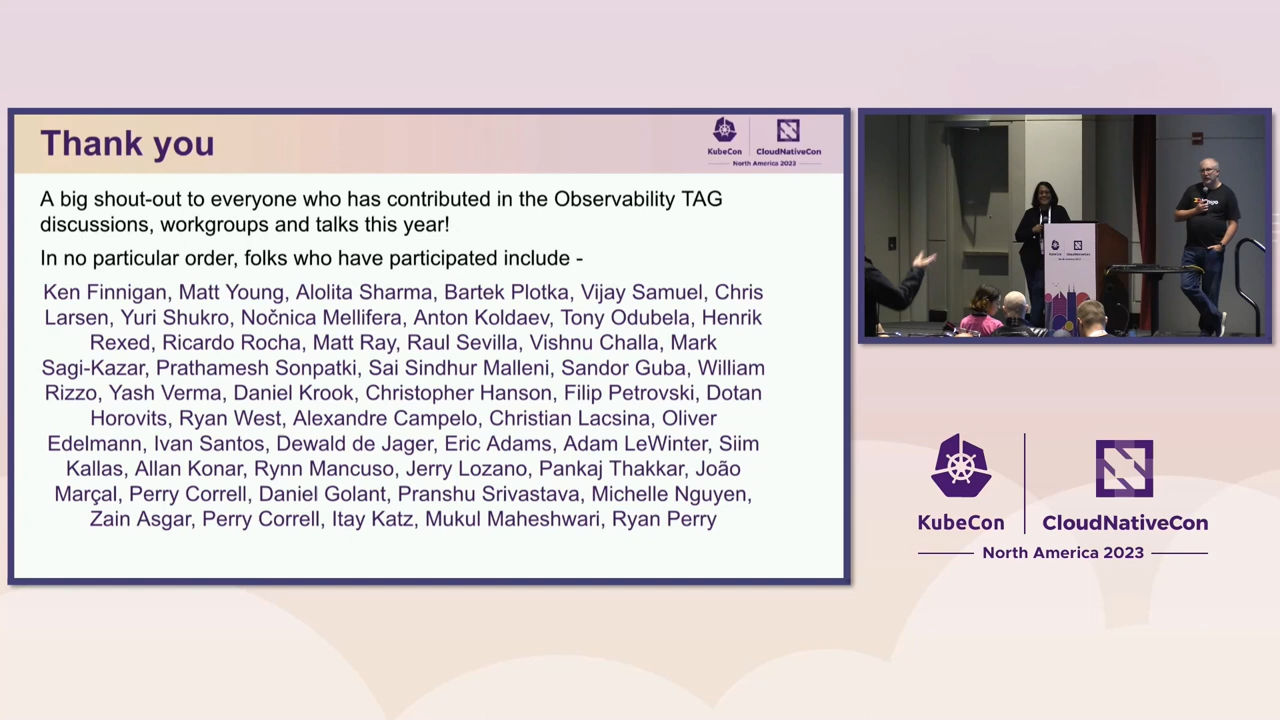 Thank you
KubeCon
CloudNativeCon
North America 2023
A big shout-out to everyone who has contributed in the Observability TAG
discussions, workgroups and talks this year!
In no particular order, folks who have participated include -
Ken Finnigan, Matt Young, Alolita Sharma, Bartek Plotka, Vijay Samuel, Chris
Larsen, Yuri Shukro, Nočnica Mellifera, Anton Koldaev, Tony Odubela, Henrik
Rexed, Ricardo Rocha, Matt Ray, Raul Sevilla, Vishnu Challa, Mark
Sagi-Kazar, Prathamesh Sonpatki, Sai Sindhur Malleni, Sandor Guba, William
Rizzo, Yash Verma, Daniel Krook, Christopher Hanson, Filip Petrovski, Dotan
Horovits, Ryan West, Alexandre Campelo, Christian Lacsina, Oliver
Edelmann, Ivan Santos, Dewald de Jager, Eric Adams, Adam LeWinter, Siim
Kallas, Allan Konar, Rynn Mancuso, Jerry Lozano, Pankaj Thakkar, João
Marçal, Perry Correll, Daniel Golant, Pranshu Srivastava, Michelle Nguyen,
Zain Asgar, Perry Correll, Itay Katz, Mukul Maheshwari, Ryan Perry
KubeCon
CloudNativeCon
North America 2023